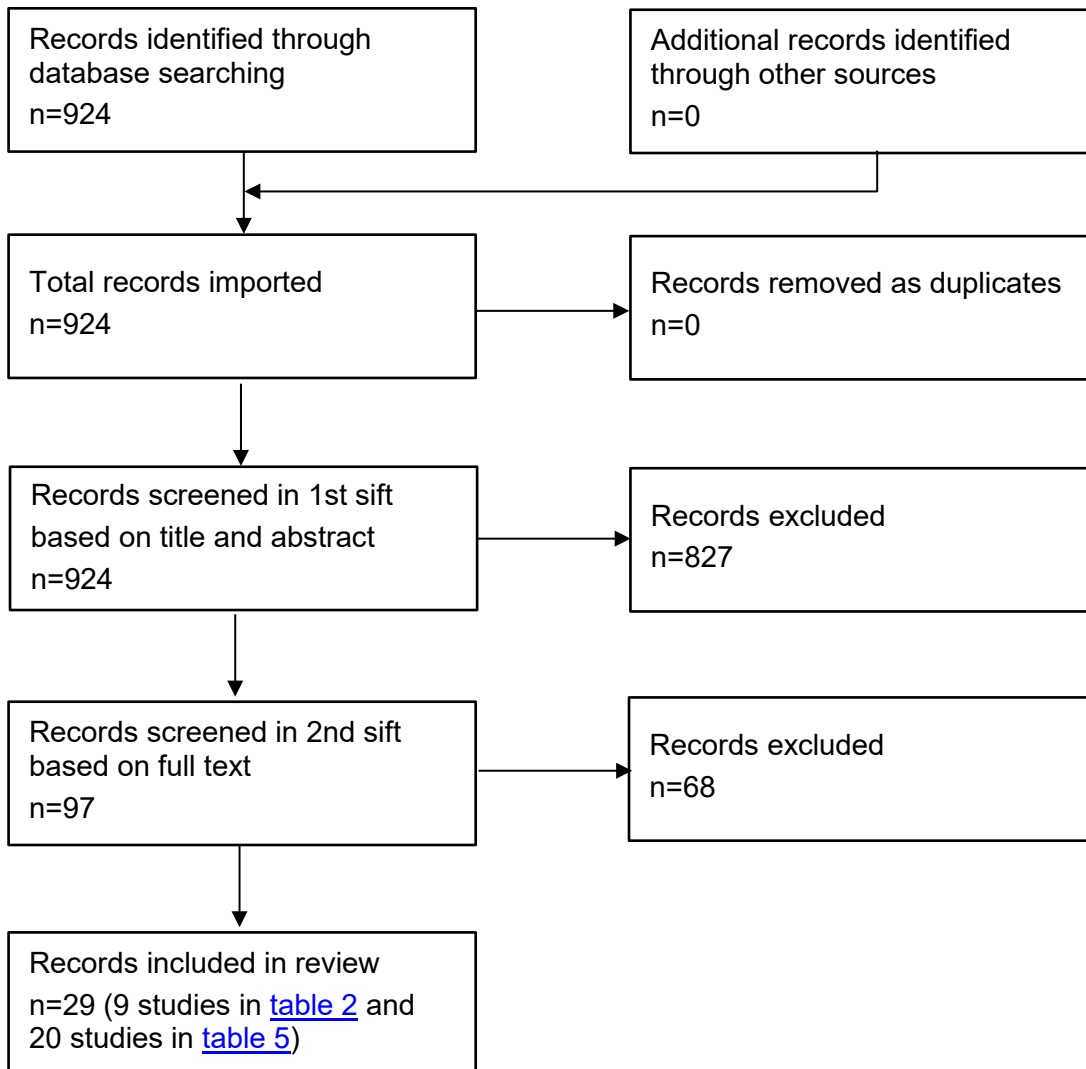 Records identified through
database searching
n=924
Additional records identified
through other sources
n=0
Total records imported
n=924
Records removed as duplicates
n=0
Records screened in 1st sift
based on title and abstract
n=924
Records excluded
n=827
Records screened in 2nd sift
based on full text
n=97
Records excluded
n=68
Records included in review
n=29 (9 studies in table 2 and
20 studies in table 5)